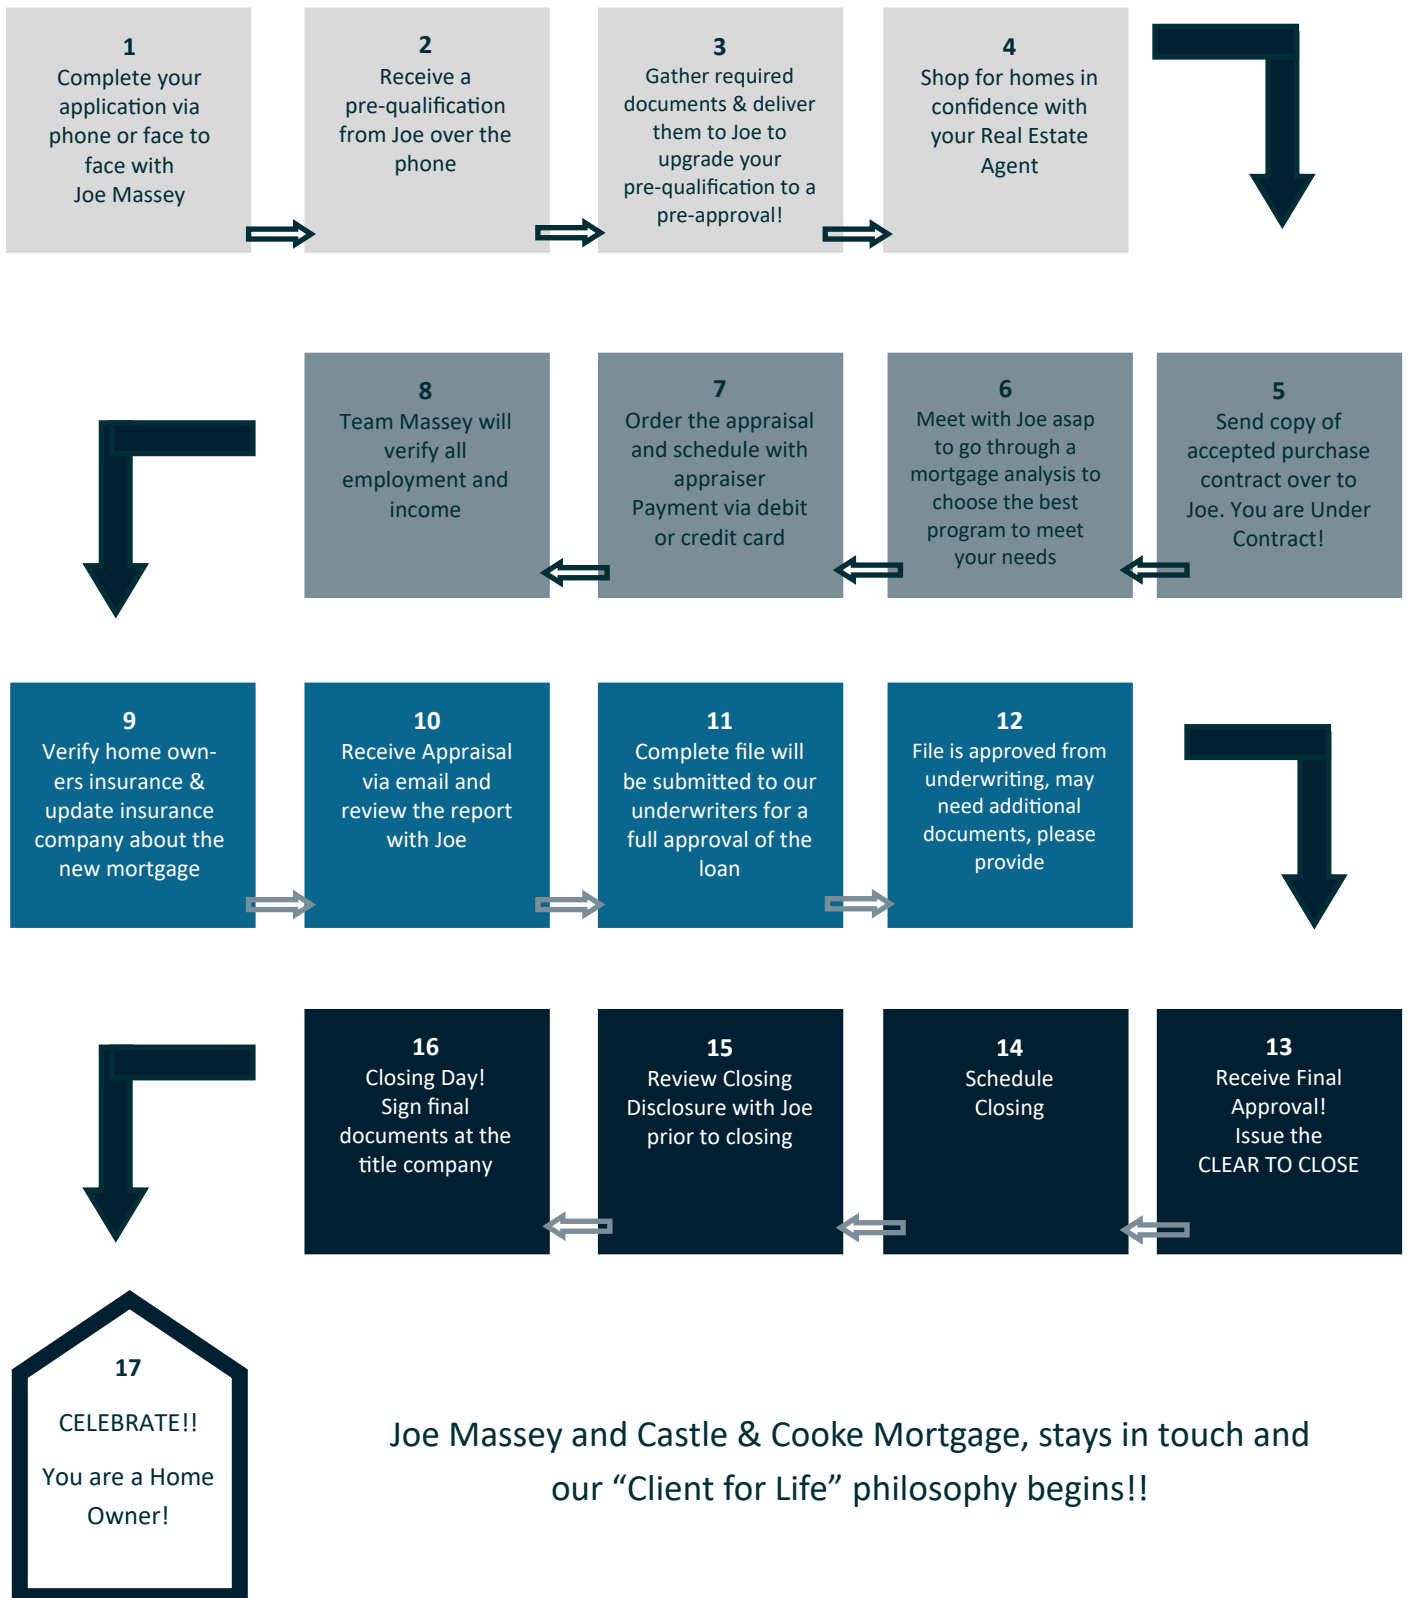 1
Complete your
application via
phone or face to
face with
Joe Massey
2
Receive a
pre-qualification
from Joe over the
phone
3
Gather required
documents & deliver
them to Joe to
upgrade your
pre-qualification to a
pre-approval!
4
Shop for homes in
confidence with
your Real Estate
Agent
5
Send copy of
accepted purchase
contract over to
Joe. You are Under
Contract!
6
Meet with Joe asap
to go through a
mortgage analysis to
choose the best
program to meet
your needs
7
Order the appraisal
and schedule with
appraiser
Payment via debit
or credit card
8
Team Massey will
verify all
employment and
income
9
Verify home own-
ers insurance &
update insurance
company about the
new mortgage
10
Receive Appraisal
via email and
review the report
with Joe
11
Complete file will
be submitted to our
underwriters for a
full approval of the
loan
12
File is approved from
underwriting, may
need additional
documents, please
provide
13
Receive Final
Approval!
Issue the
CLEAR TO CLOSE
14
Schedule
Closing
15
Review Closing
Disclosure with Joe
prior to closing
16
Closing Day!
Sign final
documents at the
title company
17
CELEBRATE!!
You are a Home
Owner!
Joe Massey and Castle & Cooke Mortgage, stays in touch and
our “Client for Life” philosophy begins!!